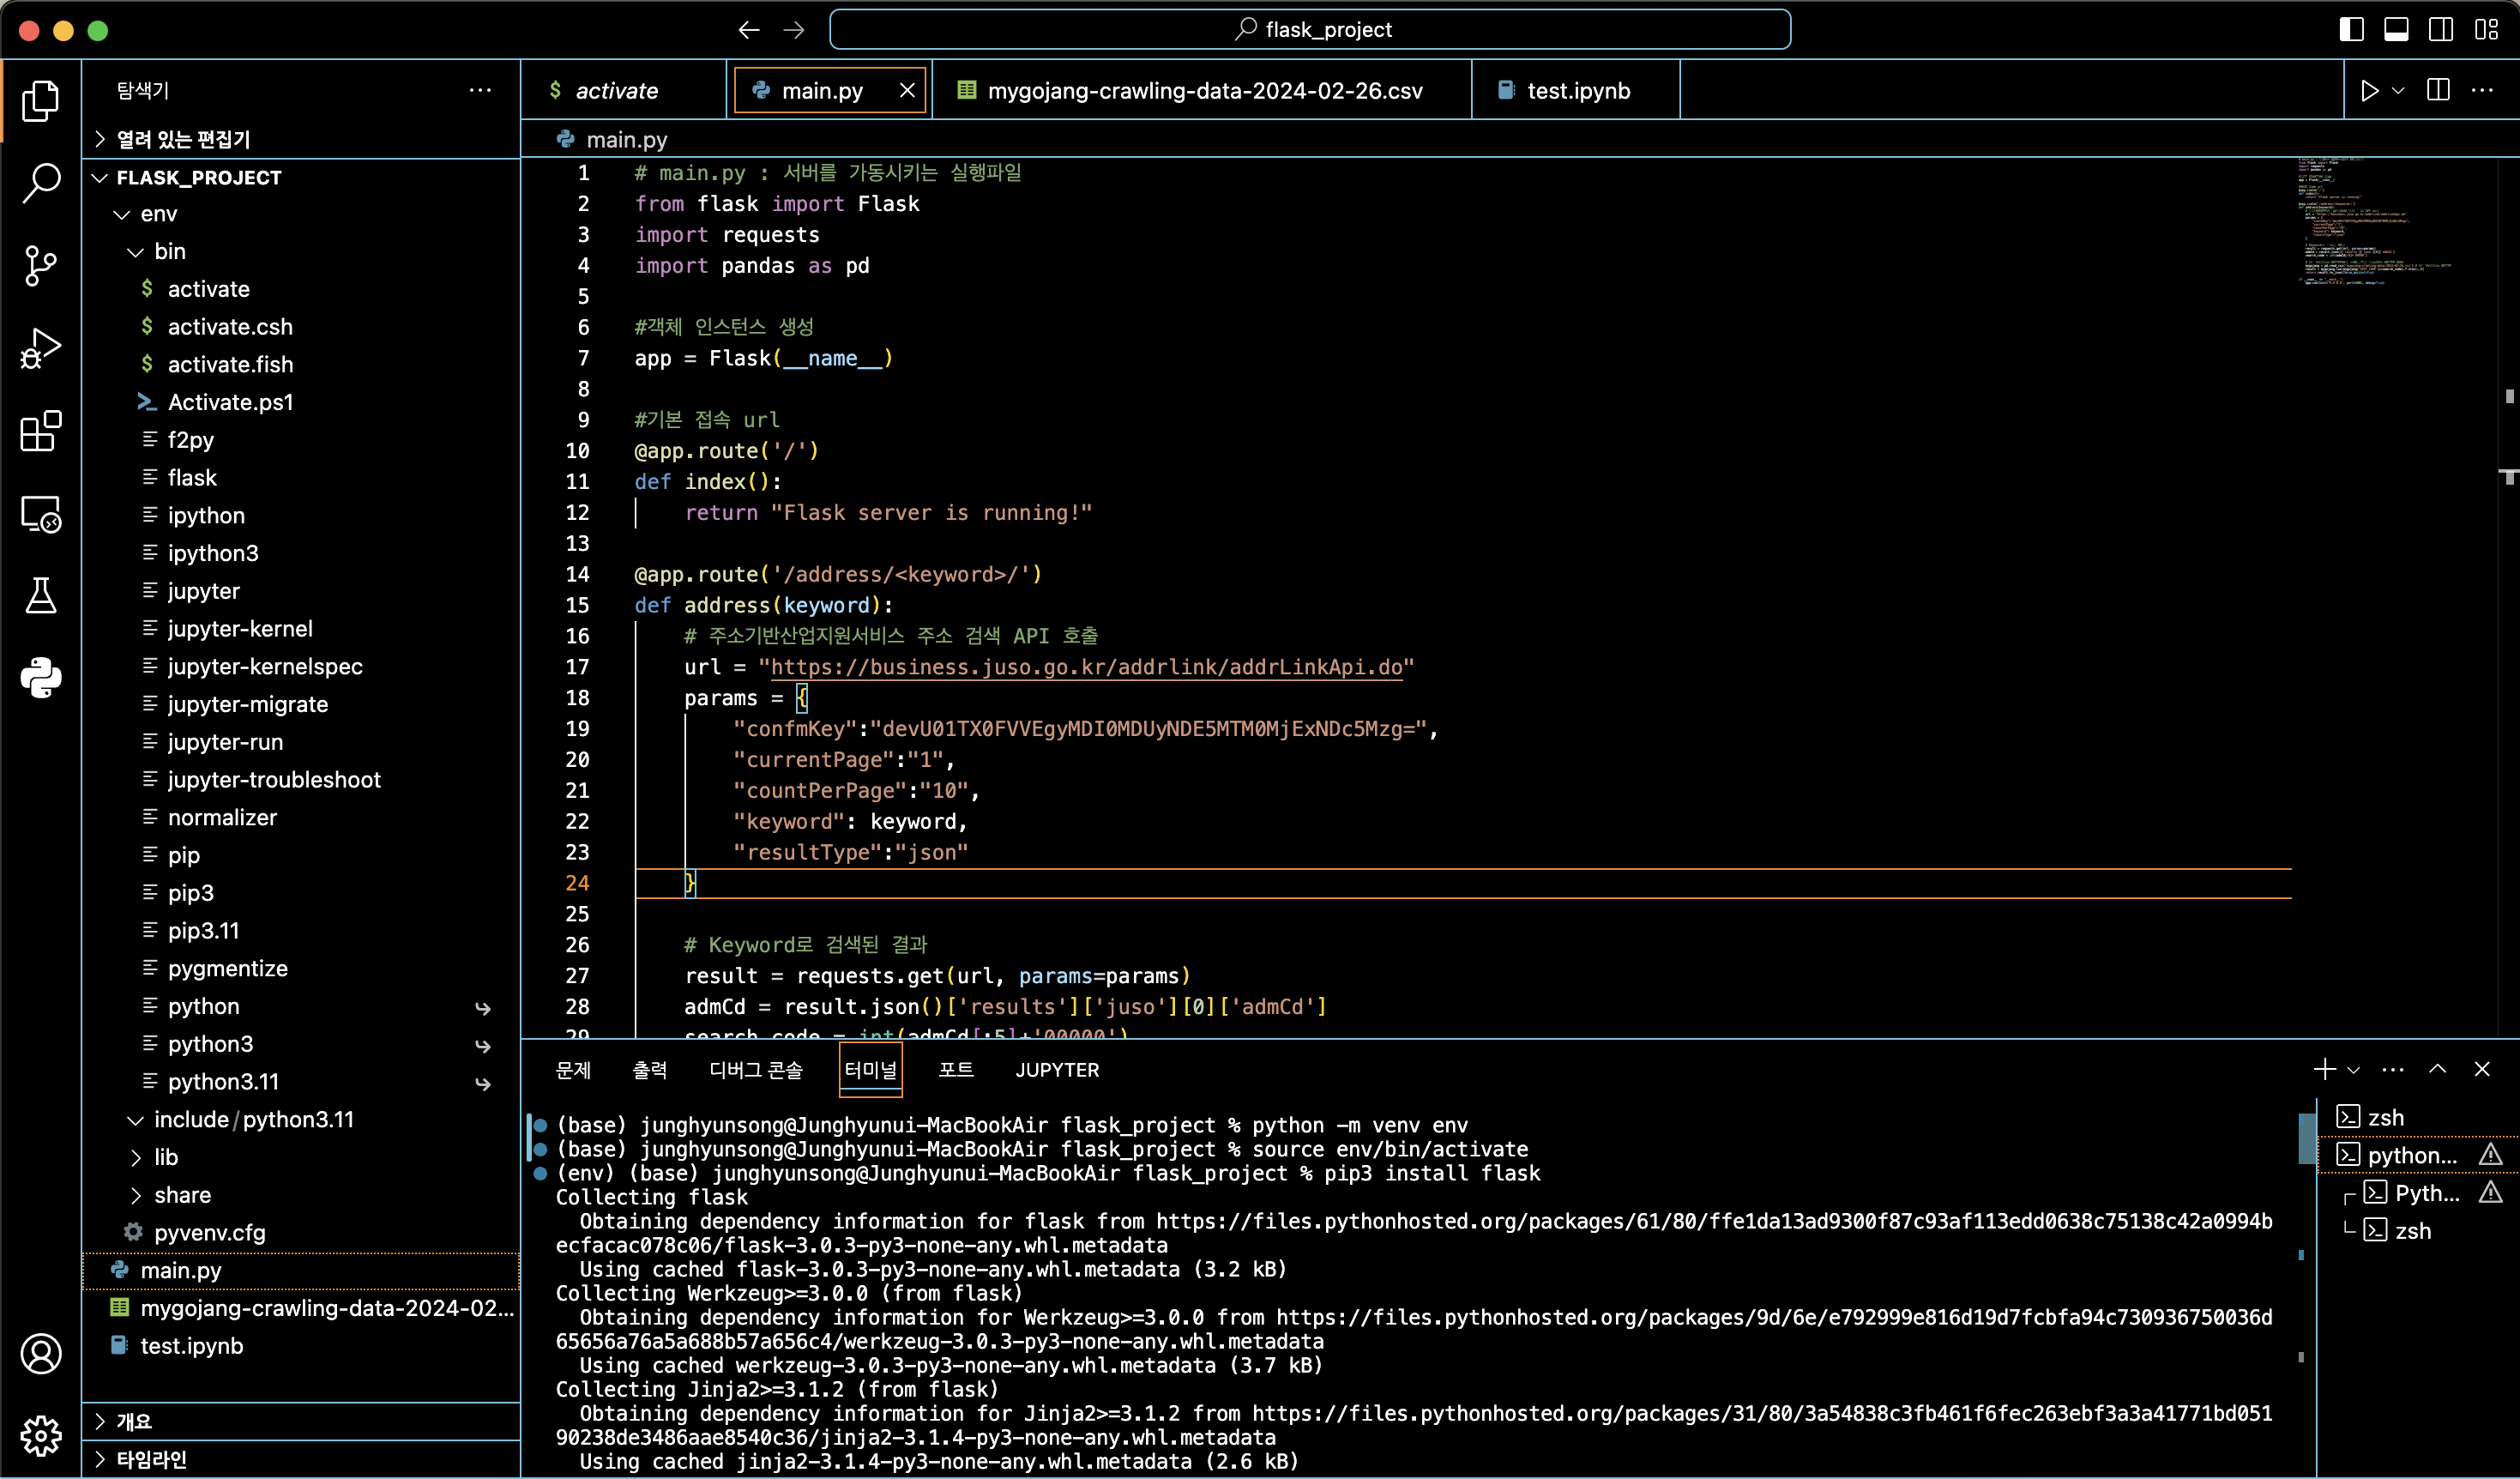 flask_project
탐색기
열려 있는 편집기
FLASK_PROJECT
env
bin
$ activate
$ activate.csh
$ activate.fish
Activate.ps1
f2py
flask
ipython
ipython3
jupyter
jupyter-kernel
jupyter-kernelspec
jupyter-migrate
jupyter-run
jupyter-troubleshoot
normalizer
pip
pip3
pip3.11
pygmentize
python
python3
python3.11
include/python3.11
lib
share
pyvenv.cfg
main.py
mygojang-crawling-data-2024-02...
test.ipynb
개요
타임라인
$ activate
main.py
mygojang-crawling-data-2024-02-26.csv
test.ipynb
main.py
1 # main.py : 서버를 가동시키는 실행파일
2 from flask import Flask
3 import requests
4 import pandas as pd
5
6 #객체 인스턴스 생성
7 app = Flask(__name__)
8
9 #기본 접속 url
10 @app.route('/')
11 def index():
12     return "Flask server is running!"
13
14 @app.route('/address/<keyword>/')
15 def address(keyword):
16     # 주소기반산업지원서비스 주소 검색 API 호출
17     url = "https://business.juso.go.kr/addrlink/addrLinkApi.do"
18     params = {
19         "confmKey":"devU01TX0FVVEgyMDI0MDUyNDE5MTM0MjExNDc5Mzg=",
20         "currentPage":"1",
21         "countPerPage":"10",
22         "keyword": keyword,
23         "resultType":"json"
24     }
25
26     # Keyword로 검색된 결과
27     result = requests.get(url, params=params)
28     admCd = result.json()['results']['juso'][0]['admCd']
29     search_code = int(admCd[:5]+'00000')
문제 출력 디버그 콘솔 터미널 포트 JUPYTER
(base) junghyunsong@Junghyunui-MacBookAir flask_project % python -m venv env
(base) junghyunsong@Junghyunui-MacBookAir flask_project % source env/bin/activate
(env) (base) junghyunsong@Junghyunui-MacBookAir flask_project % pip3 install flask
Collecting flask
  Obtaining dependency information for flask from https://files.pythonhosted.org/packages/61/80/ffe1da13ad9300f87c93af113edd0638c75138c42a0994b
ecfacac078c06/flask-3.0.3-py3-none-any.whl.metadata
  Using cached flask-3.0.3-py3-none-any.whl.metadata (3.2 kB)
Collecting Werkzeug>=3.0.0 (from flask)
  Obtaining dependency information for Werkzeug>=3.0.0 from https://files.pythonhosted.org/packages/9d/6e/e792999e816d19d7fcbfa94c730936750036d
65656a76a5a688b57a656c4/werkzeug-3.0.3-py3-none-any.whl.metadata
  Using cached werkzeug-3.0.3-py3-none-any.whl.metadata (3.7 kB)
Collecting Jinja2>=3.1.2 (from flask)
  Obtaining dependency information for Jinja2>=3.1.2 from https://files.pythonhosted.org/packages/31/80/3a54838c3fb461f6fec263ebf3a3a41771bd051
90238de3486aae8540c36/jinja2-3.1.4-py3-none-any.whl.metadata
  Using cached jinja2-3.1.4-py3-none-any.whl.metadata (2.6 kB)
zsh
python...
Pyth...
zsh